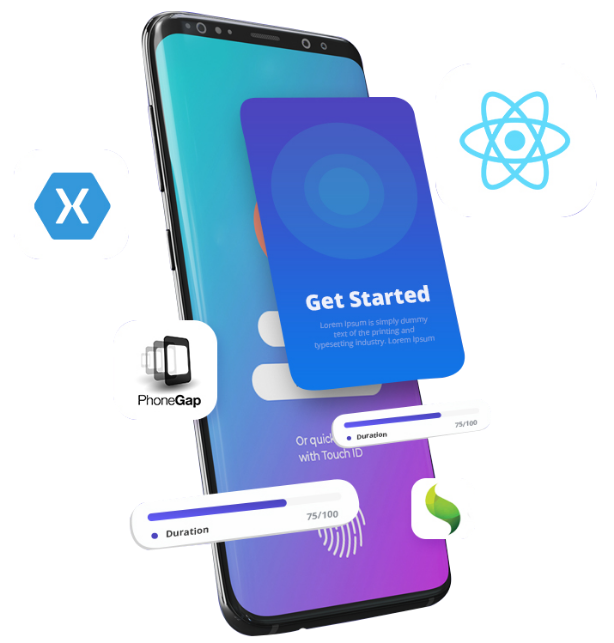 Get Started
Lorem Ipsum is simply dummy
text of the printing and
typesetting industry. Lorem Ipsum
PhoneGap
Or quick
with Touch ID
75/100
Duration
75/100
Duration